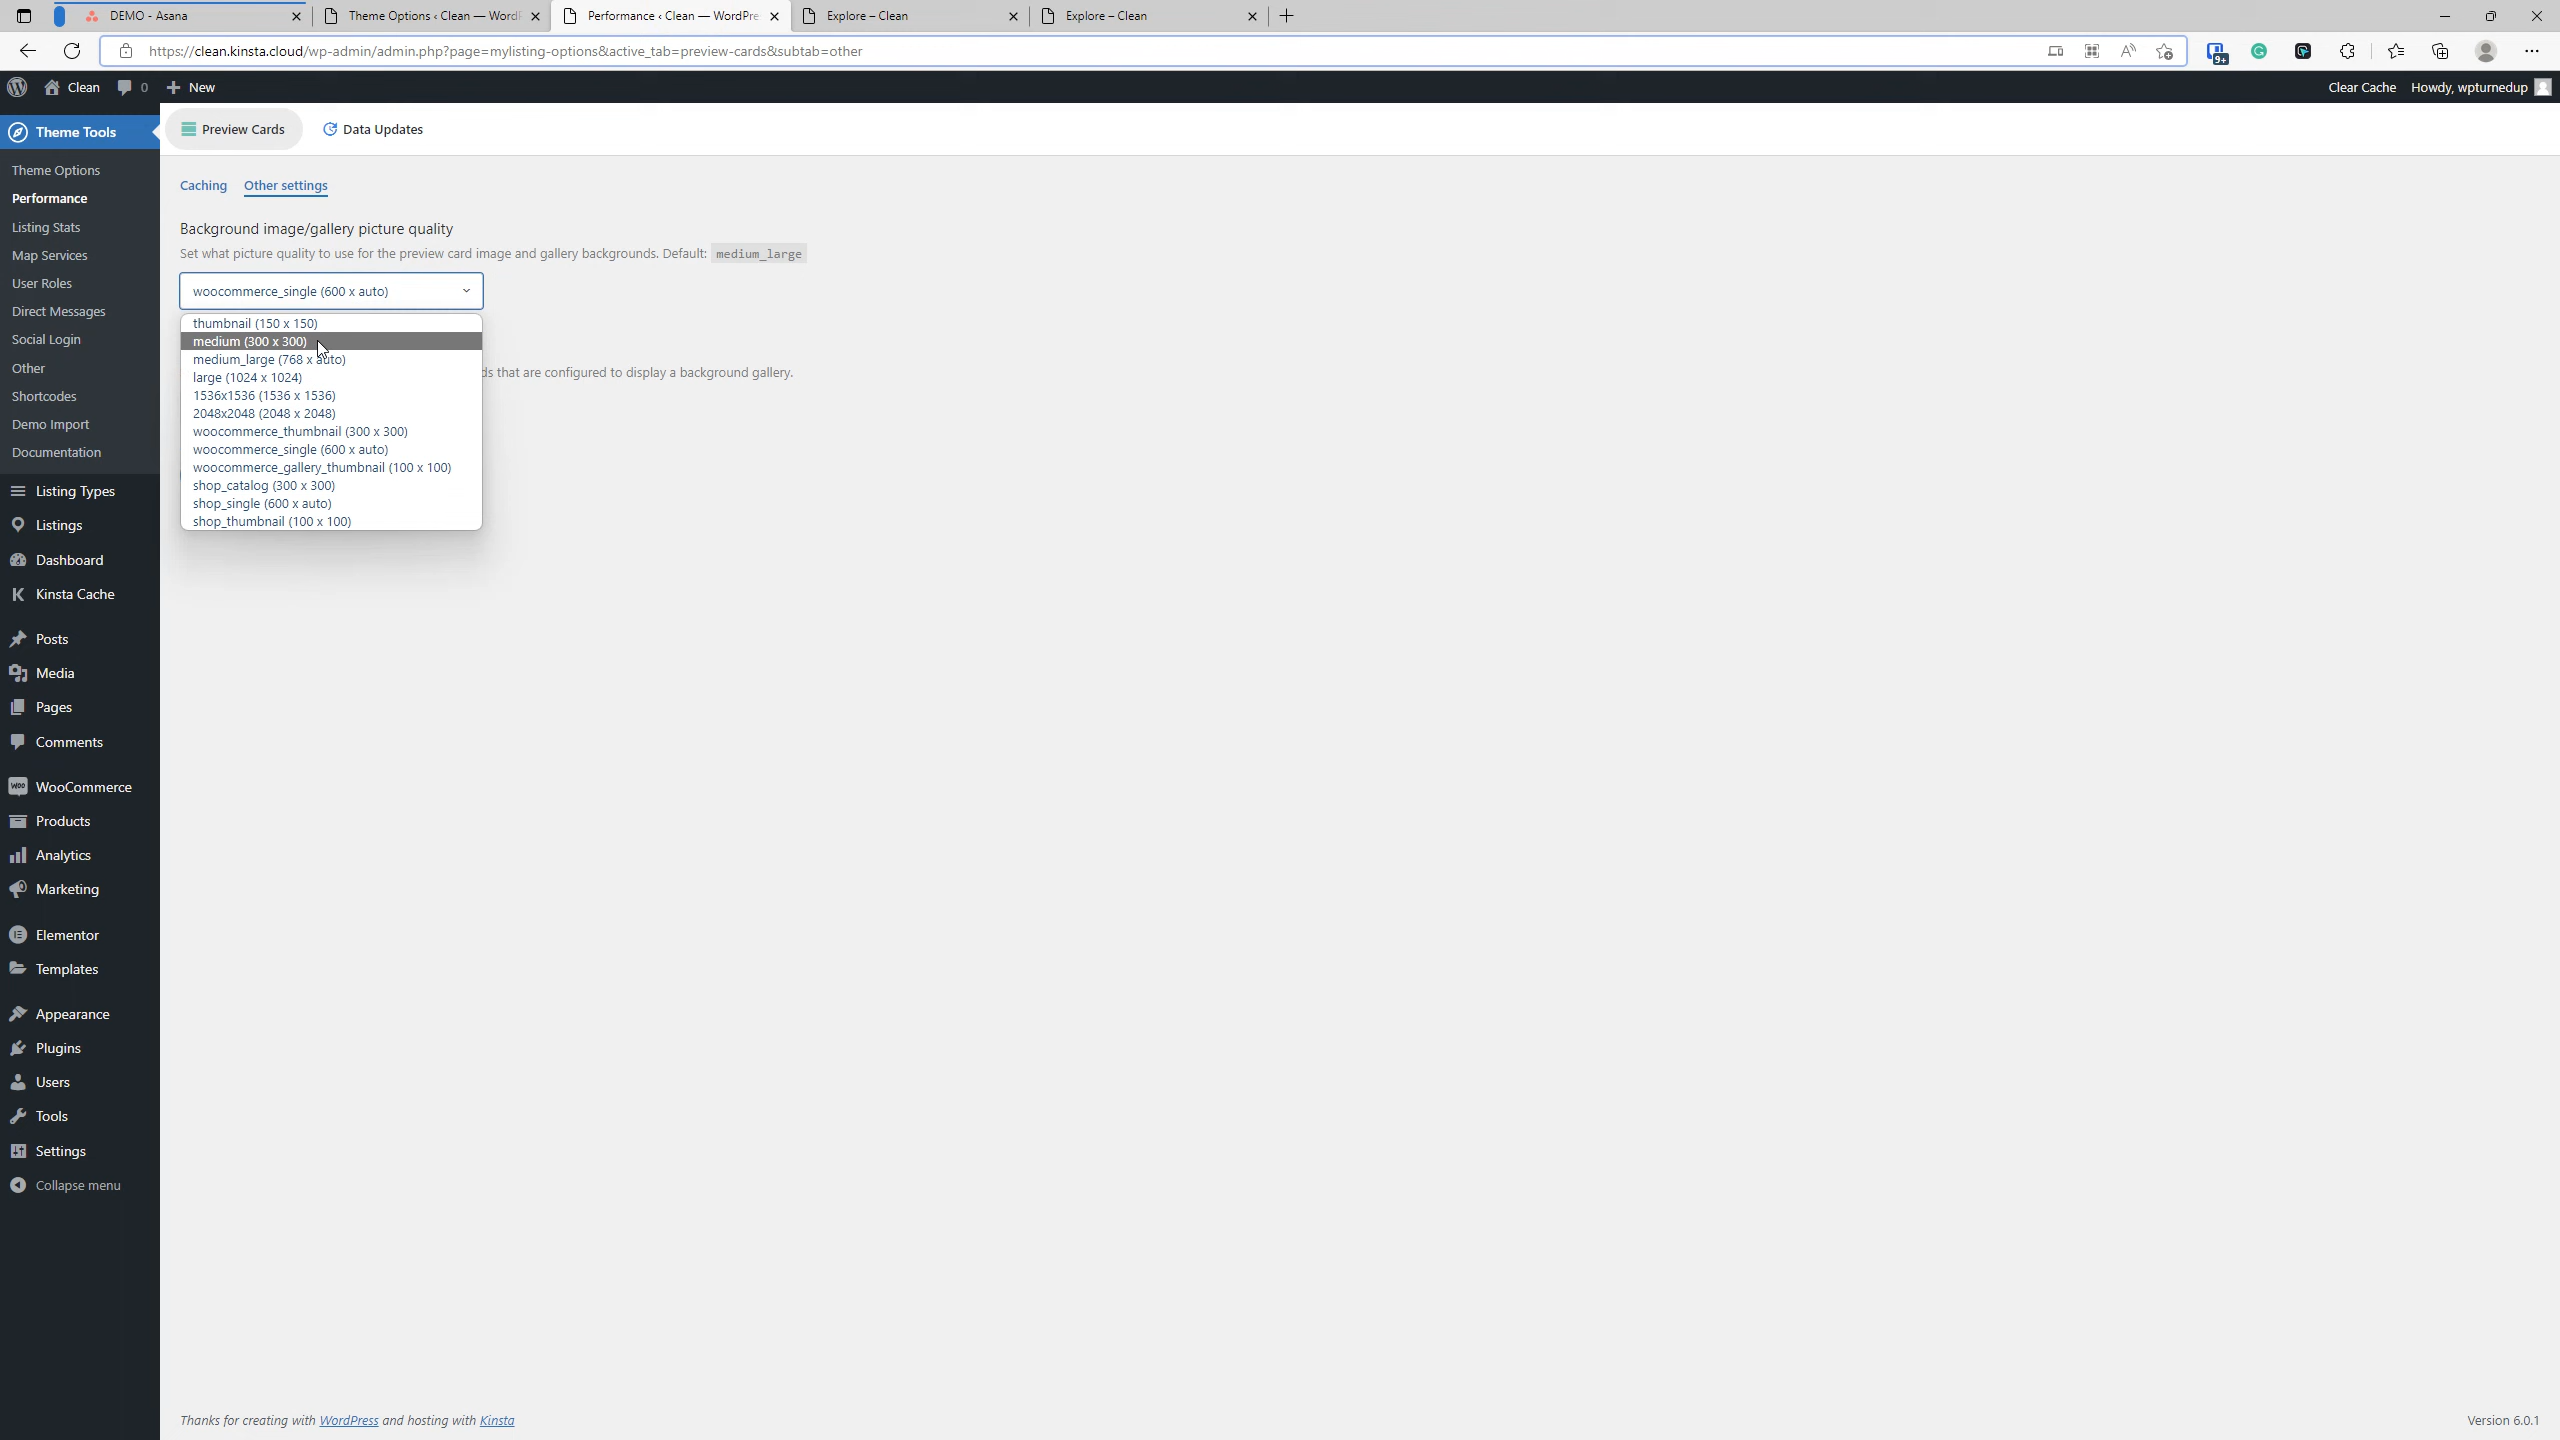 DEMO - Asana
Theme Options ‹ Clean — WordP
Performance ‹ Clean — WordPre
Explore – Clean
Explore – Clean
https://clean.kinsta.cloud/wp-admin/admin.php?page=mylisting-options&active_tab=preview-cards&subtab=other
9+
Clean
0
New
Clear Cache
Howdy, wpturnedup
Theme Tools
Theme Options
Performance
Listing Stats
Map Services
User Roles
Direct Messages
Social Login
Other
Shortcodes
Demo Import
Documentation
Listing Types
Listings
Dashboard
Kinsta Cache
Posts
Media
Pages
Comments
WooCommerce
Products
Analytics
Marketing
Elementor
Templates
Appearance
Plugins
Users
Tools
Settings
Collapse menu
Preview Cards
Data Updates
Caching
Other settings
Background image/gallery picture quality
Set what picture quality to use for the preview card image and gallery backgrounds. Default: medium_large
woocommerce_single (600 x auto)
thumbnail (150 x 150)
medium (300 x 300)
medium_large (768 x auto)
large (1024 x 1024)
ds that are configured to display a background gallery.
1536x1536 (1536 x 1536)
2048x2048 (2048 x 2048)
woocommerce_thumbnail (300 x 300)
woocommerce_single (600 x auto)
woocommerce_gallery_thumbnail (100 x 100)
shop_catalog (300 x 300)
shop_single (600 x auto)
shop_thumbnail (100 x 100)
Thanks for creating with WordPress and hosting with Kinsta
Version 6.0.1